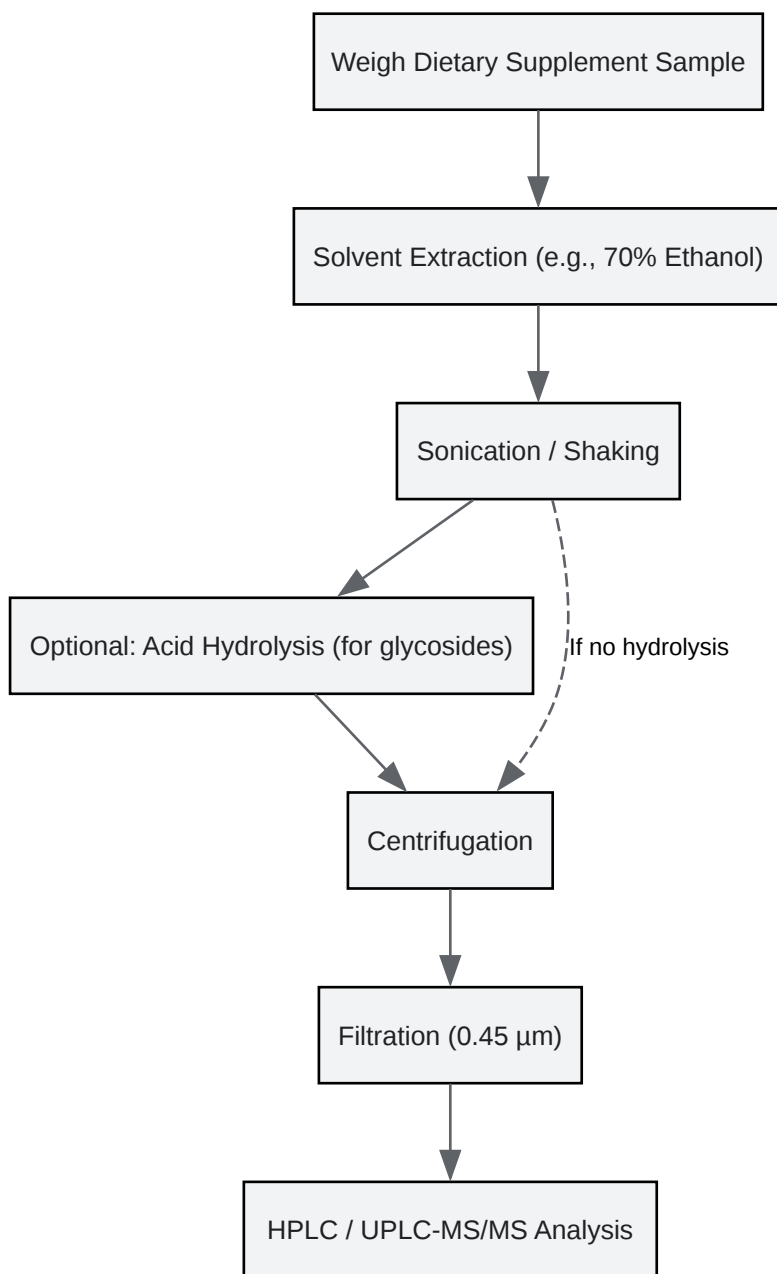 Weigh Dietary Supplement Sample
Solvent Extraction (e.g., 70% Ethanol)
Sonication / Shaking
Optional: Acid Hydrolysis (for glycosides)
If no hydrolysis
Centrifugation
Filtration (0.45 µm)
HPLC / UPLC-MS/MS Analysis